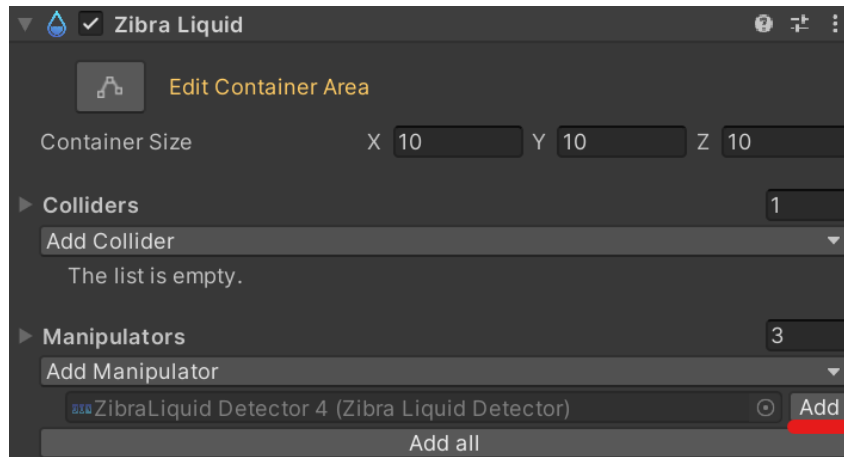 Zibra Liquid
Edit Container Area
Container Size X 10 Y 10 Z 10
Colliders 1
Add Collider
The list is empty.
Manipulators 3
Add Manipulator
ZibraLiquid Detector 4 (Zibra Liquid Detector) Add
Add all